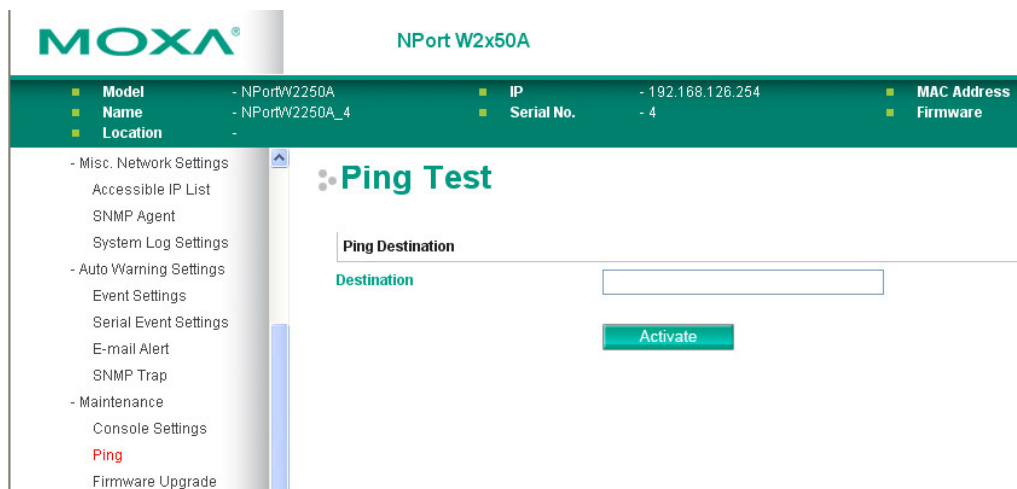 MOXA®
NPort W2x50A
Model - NPortW2250A IP - 192.168.126.254 MAC Address
Name - NPortW2250A_4 Serial No. - 4 Firmware
Location -
- Misc. Network Settings
Accessible IP List
SNMP Agent
System Log Settings
- Auto Warning Settings
Event Settings
Serial Event Settings
E-mail Alert
SNMP Trap
- Maintenance
Console Settings
Ping
Firmware Upgrade
Ping Test
Ping Destination
Destination
Activate